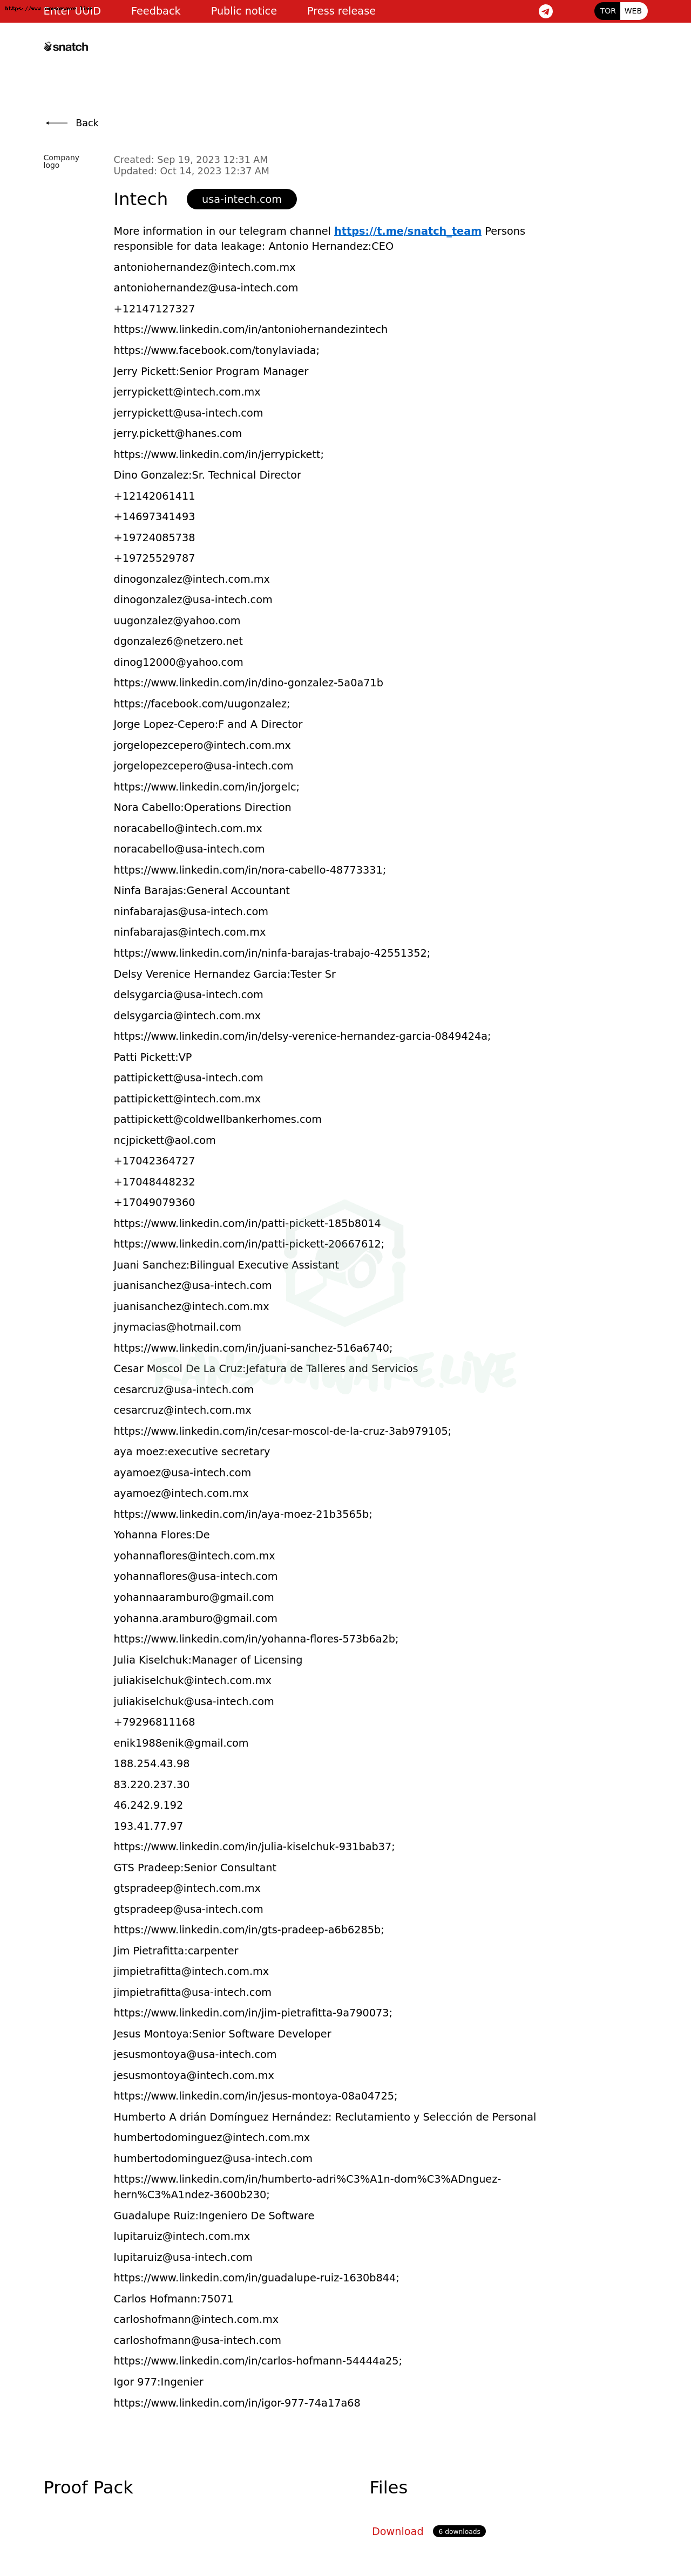 https://www.
Enter UUID
Feedback
Public notice
Press release
TOR
WEB
snatch
Back
Company
logo
Created: Sep 19, 2023 12:31 AM
Updated: Oct 14, 2023 12:37 AM
Intech
usa-intech.com
More information in our telegram channel https://t.me/snatch_team Persons
responsible for data leakage: Antonio Hernandez:CEO
antoniohernandez@intech.com.mx
antoniohernandez@usa-intech.com
+12147127327
https://www.linkedin.com/in/antoniohernandezintech
https://www.facebook.com/tonylaviada;
Jerry Pickett:Senior Program Manager
jerrypickett@intech.com.mx
jerrypickett@usa-intech.com
jerry.pickett@hanes.com
https://www.linkedin.com/in/jerrypickett;
Dino Gonzalez:Sr. Technical Director
+12142061411
+14697341493
+19724085738
+19725529787
dinogonzalez@intech.com.mx
dinogonzalez@usa-intech.com
uugonzalez@yahoo.com
dgonzalez6@netzero.net
dinog12000@yahoo.com
https://www.linkedin.com/in/dino-gonzalez-5a0a71b
https://facebook.com/uugonzalez;
Jorge Lopez-Cepero:F and A Director
jorgelopezcepero@intech.com.mx
jorgelopezcepero@usa-intech.com
https://www.linkedin.com/in/jorgelc;
Nora Cabello:Operations Direction
noracabello@intech.com.mx
noracabello@usa-intech.com
https://www.linkedin.com/in/nora-cabello-48773331;
Ninfa Barajas:General Accountant
ninfabarajas@usa-intech.com
ninfabarajas@intech.com.mx
https://www.linkedin.com/in/ninfa-barajas-trabajo-42551352;
Delsy Verenice Hernandez Garcia:Tester Sr
delsygarcia@usa-intech.com
delsygarcia@intech.com.mx
https://www.linkedin.com/in/delsy-verenice-hernandez-garcia-0849424a;
Patti Pickett:VP
pattipickett@usa-intech.com
pattipickett@intech.com.mx
pattipickett@coldwellbankerhomes.com
ncjpickett@aol.com
+17042364727
+17048448232
+17049079360
https://www.linkedin.com/in/patti-pickett-185b8014
https://www.linkedin.com/in/patti-pickett-20667612;
Juani Sanchez:Bilingual Executive Assistant
juanisanchez@usa-intech.com
juanisanchez@intech.com.mx
jnymacias@hotmail.com
https://www.linkedin.com/in/juani-sanchez-516a6740;
RANSOMWARE.LIVE
Cesar Moscol De La Cruz:Jefatura de Talleres and Servicios
cesarcruz@usa-intech.com
cesarcruz@intech.com.mx
https://www.linkedin.com/in/cesar-moscol-de-la-cruz-3ab979105;
aya moez:executive secretary
ayamoez@usa-intech.com
ayamoez@intech.com.mx
https://www.linkedin.com/in/aya-moez-21b3565b;
Yohanna Flores:De
yohannaflores@intech.com.mx
yohannaflores@usa-intech.com
yohannaaramburo@gmail.com
yohanna.aramburo@gmail.com
https://www.linkedin.com/in/yohanna-flores-573b6a2b;
Julia Kiselchuk:Manager of Licensing
juliakiselchuk@intech.com.mx
juliakiselchuk@usa-intech.com
+79296811168
enik1988enik@gmail.com
188.254.43.98
83.220.237.30
46.242.9.192
193.41.77.97
https://www.linkedin.com/in/julia-kiselchuk-931bab37;
GTS Pradeep:Senior Consultant
gtspradeep@intech.com.mx
gtspradeep@usa-intech.com
https://www.linkedin.com/in/gts-pradeep-a6b6285b;
Jim Pietrafitta:carpenter
jimpietrafitta@intech.com.mx
jimpietrafitta@usa-intech.com
https://www.linkedin.com/in/jim-pietrafitta-9a790073;
Jesus Montoya:Senior Software Developer
jesusmontoya@usa-intech.com
jesusmontoya@intech.com.mx
https://www.linkedin.com/in/jesus-montoya-08a04725;
Humberto A drián Domínguez Hernández: Reclutamiento y Selección de Personal
humbertodominguez@intech.com.mx
humbertodominguez@usa-intech.com
https://www.linkedin.com/in/humberto-adri%C3%A1n-dom%C3%ADnguez-
hern%C3%A1ndez-3600b230;
Guadalupe Ruiz:Ingeniero De Software
lupitaruiz@intech.com.mx
lupitaruiz@usa-intech.com
https://www.linkedin.com/in/guadalupe-ruiz-1630b844;
Carlos Hofmann:75071
carloshofmann@intech.com.mx
carloshofmann@usa-intech.com
https://www.linkedin.com/in/carlos-hofmann-54444a25;
Igor 977:Ingenier
https://www.linkedin.com/in/igor-977-74a17a68
Proof Pack
Files
Download
6 downloads